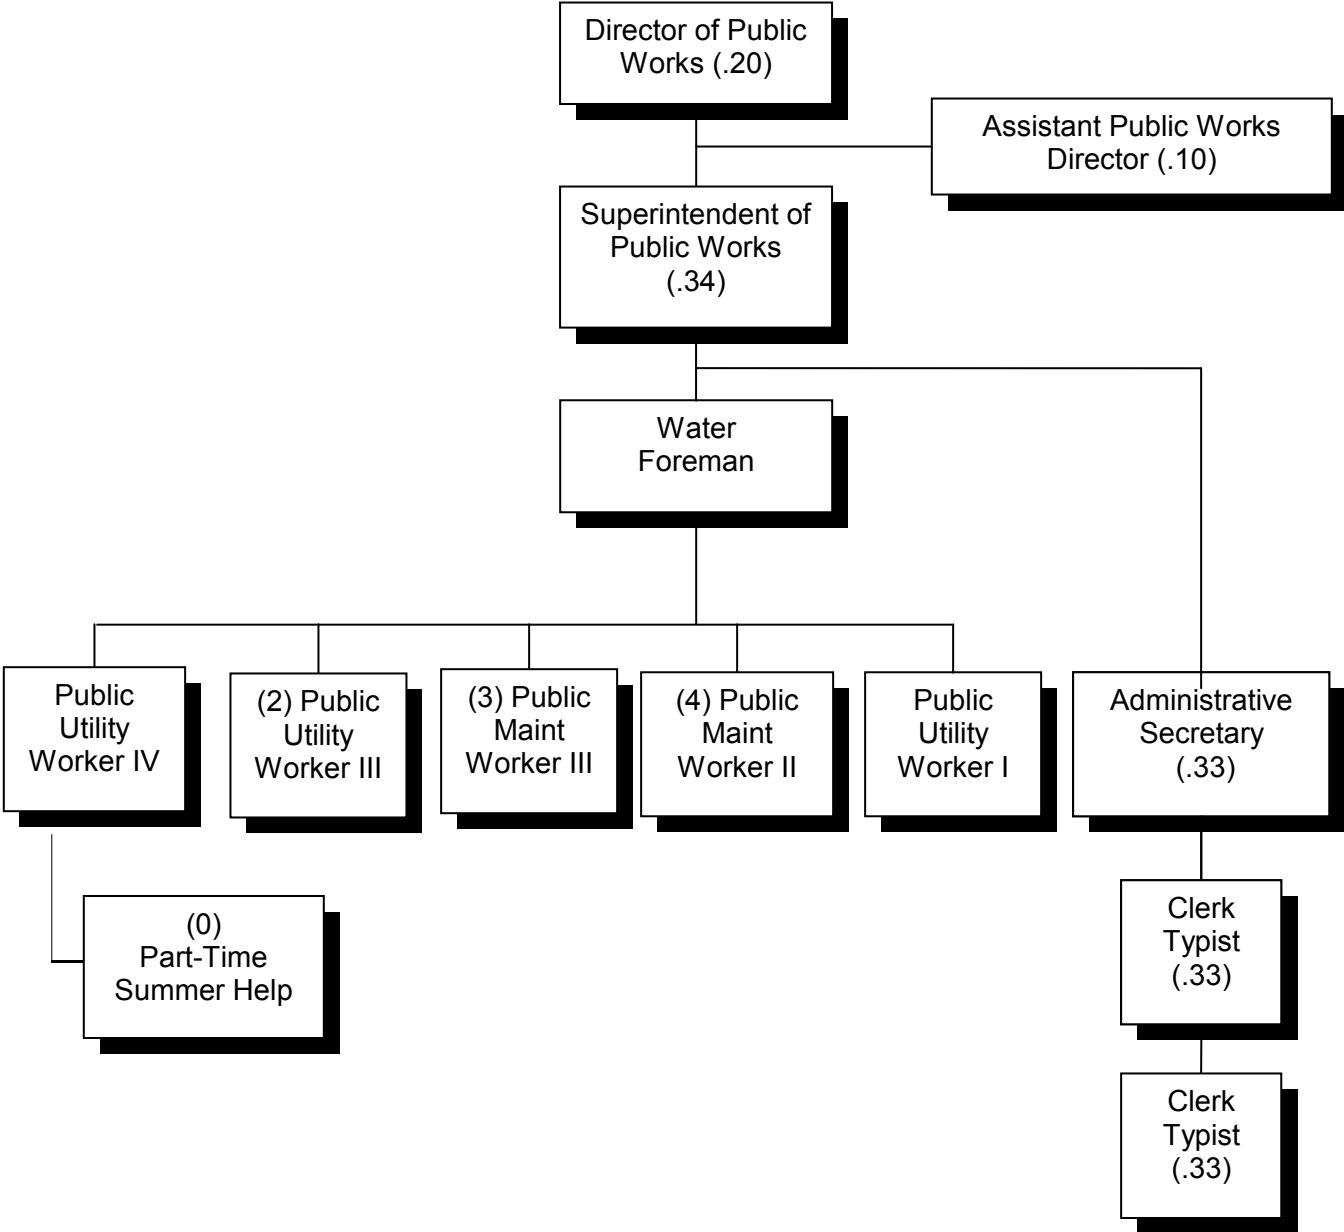 Director of Public
Works (.20)
Assistant Public Works
Director (.10)
Superintendent of
Public Works
(.34)
Water
Foreman
Public
Utility
Worker IV
(2) Public
Utility
Worker III
(3) Public
Maint
Worker III
(4) Public
Maint
Worker II
Public
Utility
Worker I
Administrative
Secretary
(.33)
(0)
Part-Time
Summer Help
Clerk
Typist
(.33)
Clerk
Typist
(.33)